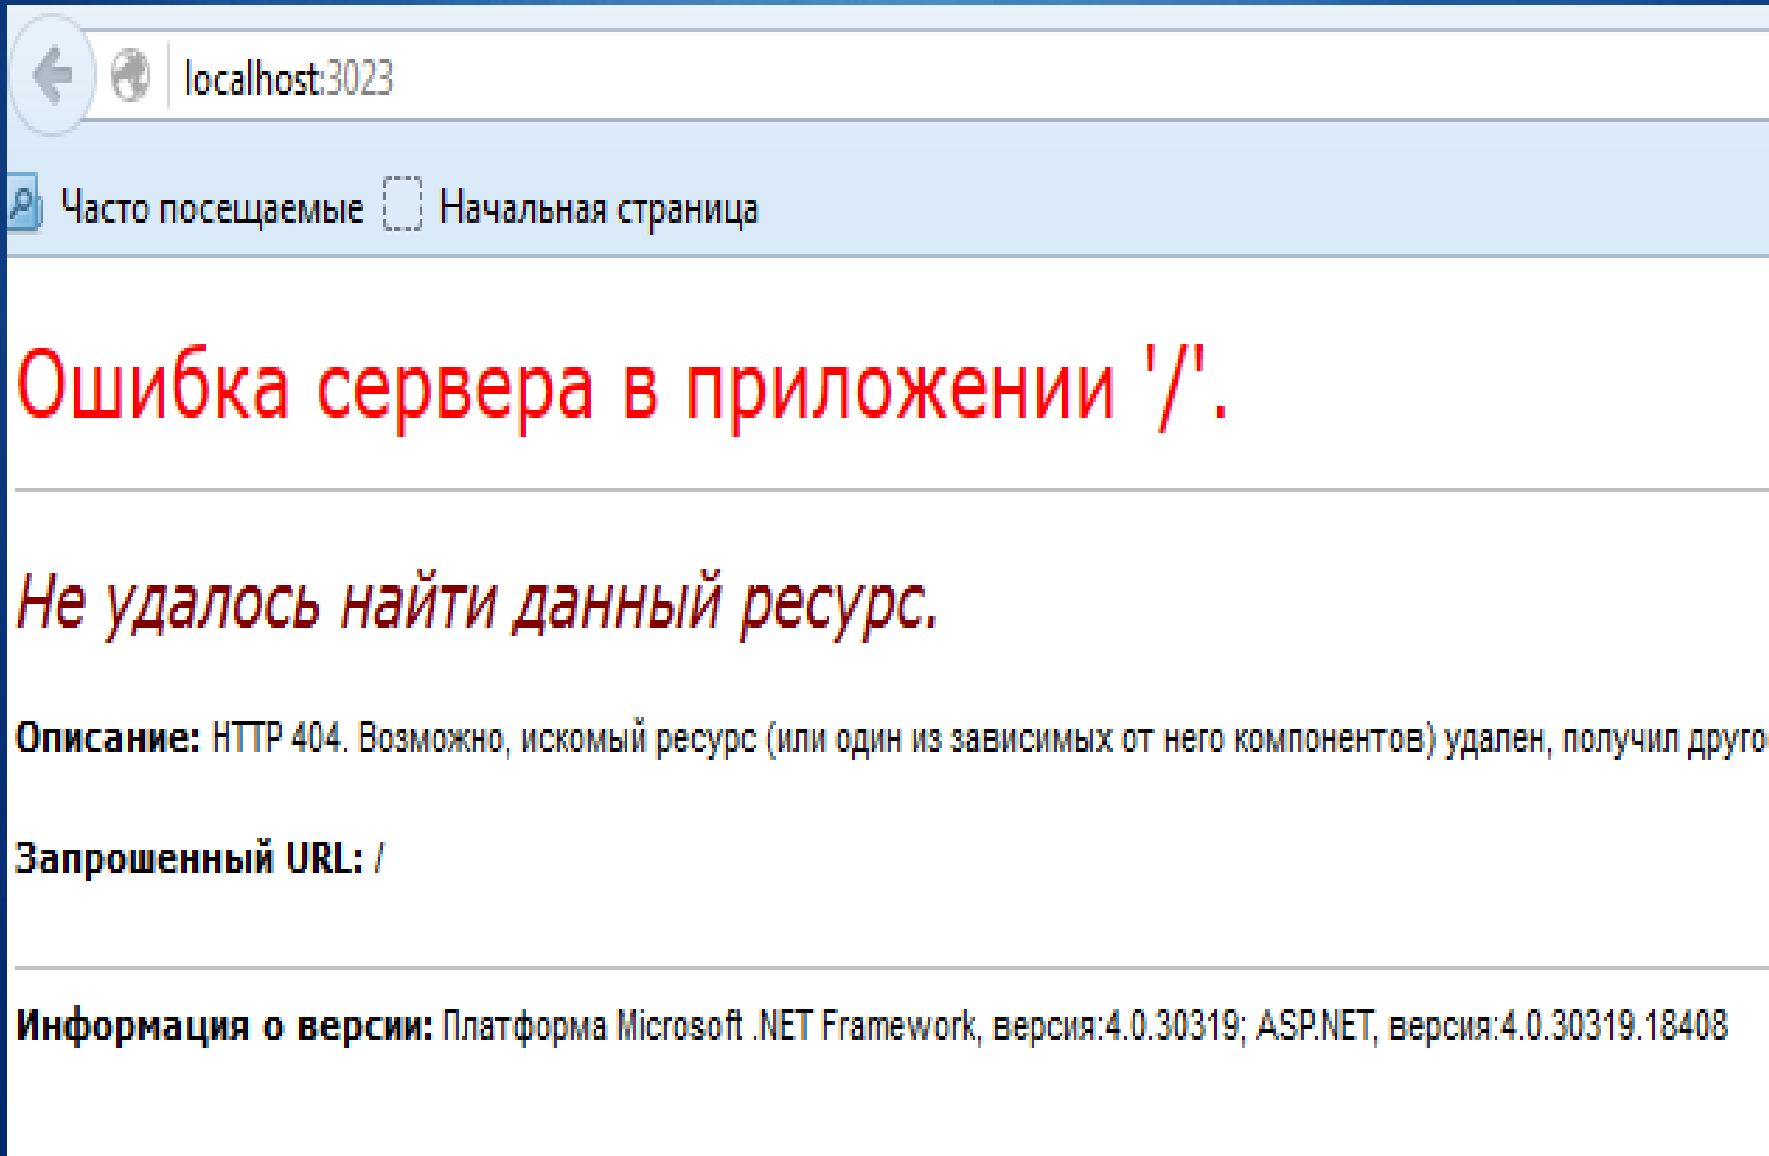 localhost:3023
Часто посещаемые Начальная страница
Ошибка сервера в приложении '/'.
Не удалось найти данный ресурс.
Описание: HTTP 404. Возможно, искомый ресурс (или один из зависимых от него компонентов) удален, получил друго
Запрошенный URL: /
Информация о версии: Платформа Microsoft .NET Framework, версия:4.0.30319; ASP.NET, версия:4.0.30319.18408